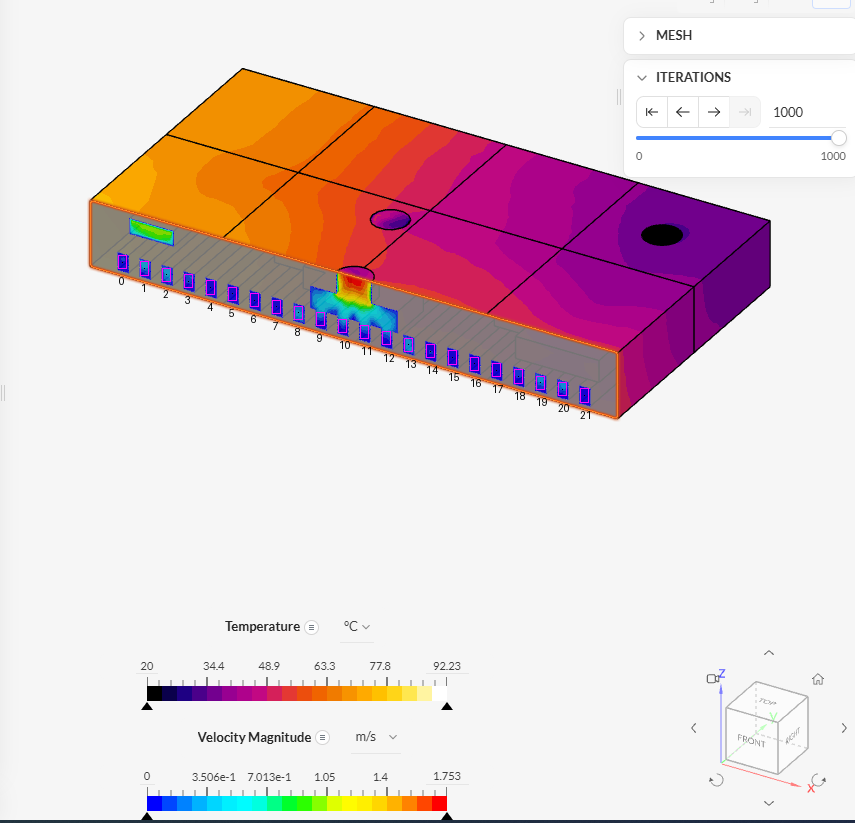 MESH
ITERATIONS
1000
0 1000
0 1 2 3 4 5 6 7 8 9 10 11 12 13 14 15 16 17 18 19 20 21
Temperature °C
20 34.4 48.9 63.3 77.8 92.23
Velocity Magnitude m/s
0 3.506e-1 7.013e-1 1.05 1.4 1.753
Z
TOP
Y
FRONT
RIGHT
X